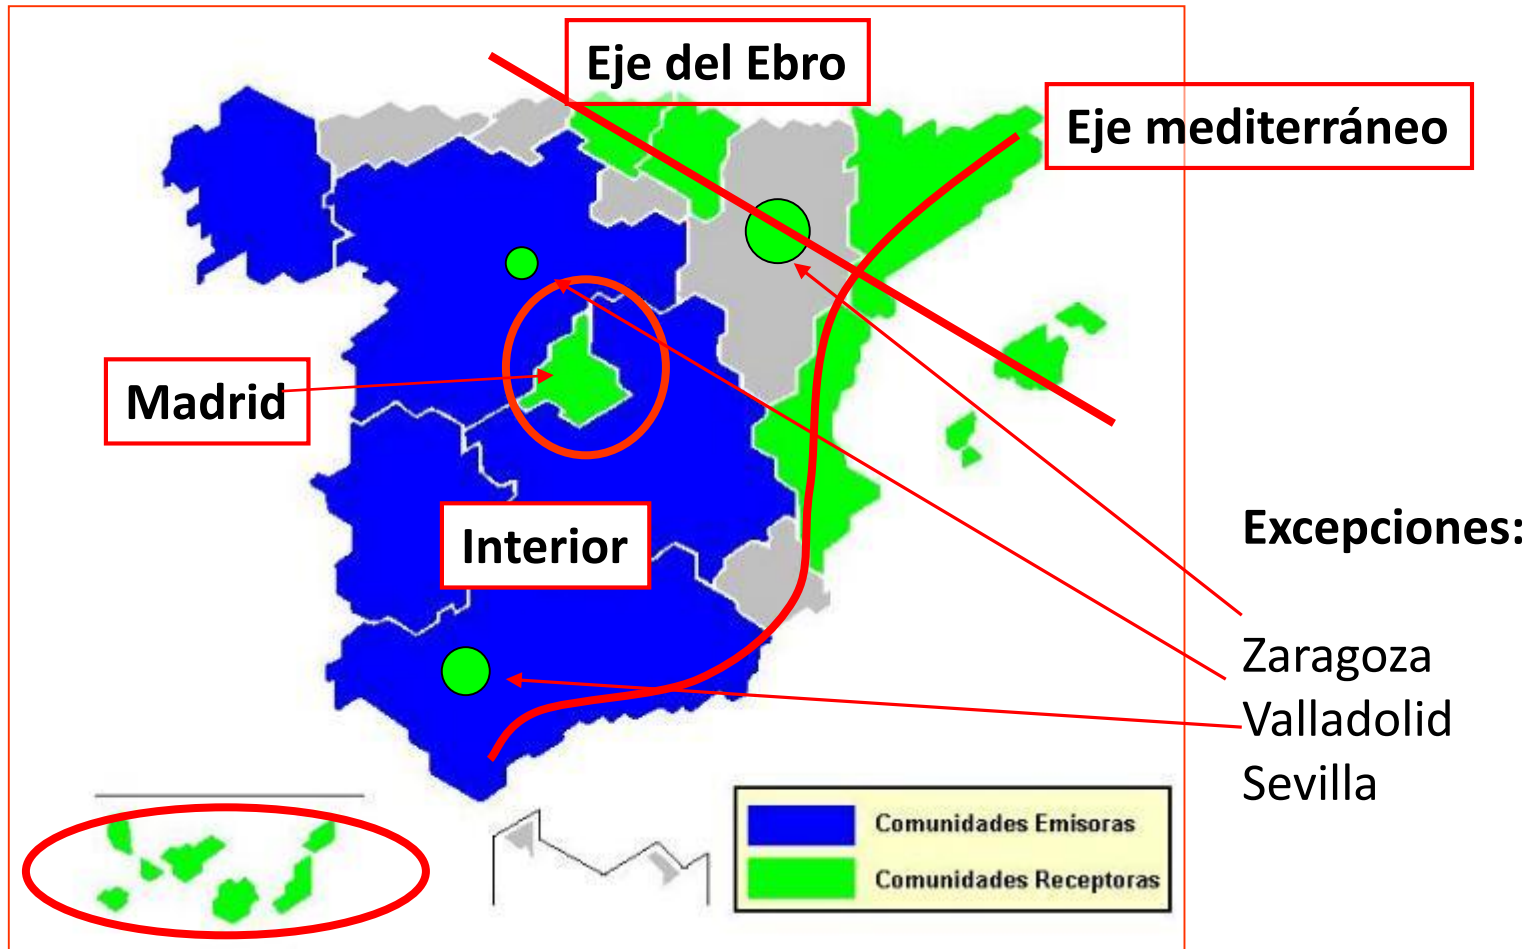 Eje del Ebro
Eje mediterráneo
Madrid
Interior
Excepciones:
Zaragoza
Valladolid
Sevilla
Comunidades Emisoras
Comunidades Receptoras